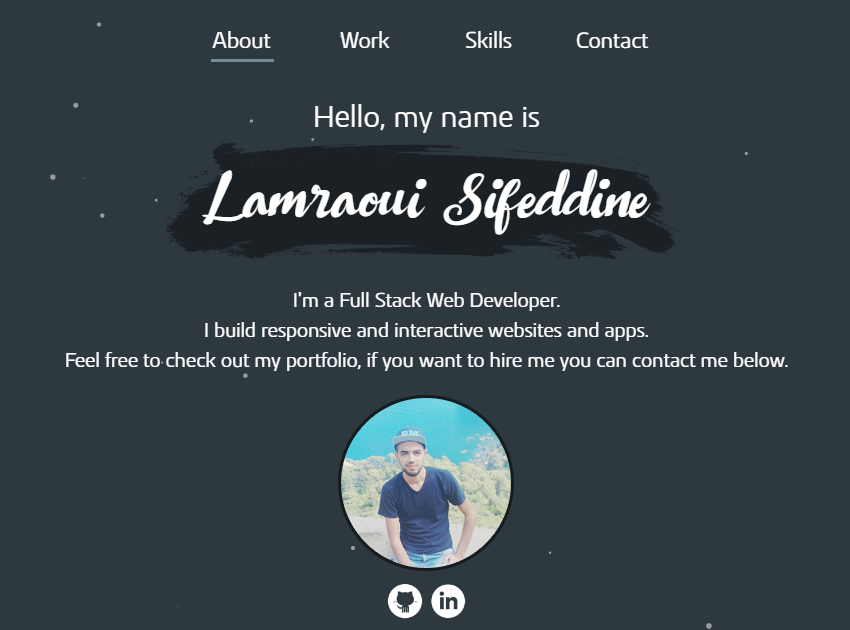 About Work Skills Contact
Hello, my name is
Lamraoui Sifeddine
I'm a Full Stack Web Developer.
I build responsive and interactive websites and apps.
Feel free to check out my portfolio, if you want to hire me you can contact me below.
in